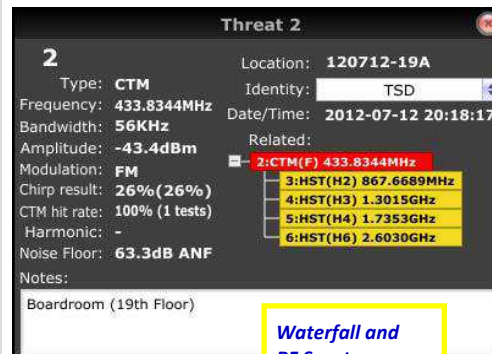 Threat 2
2
Location: 120712-19A
Type: CTM
Identity: TSD
Frequency: 433.8344MHz
Date/Time: 2012-07-12 20:18:17
Bandwidth: 56KHz
Related:
Amplitude: -43.4dBm
2:CTM(F) 433.8344MHz
Modulation: FM
3:HST(H2) 867.6689MHz
Chirp result: 26%(26%)
4:HST(H3) 1.3015GHz
CTM hit rate: 100% (1 tests)
5:HST(H4) 1.7353GHz
Harmonic: -
6:HST(H6) 2.6030GHz
Noise Floor: 63.3dB ANF
Notes:
Boardroom (19th Floor)
Waterfall and